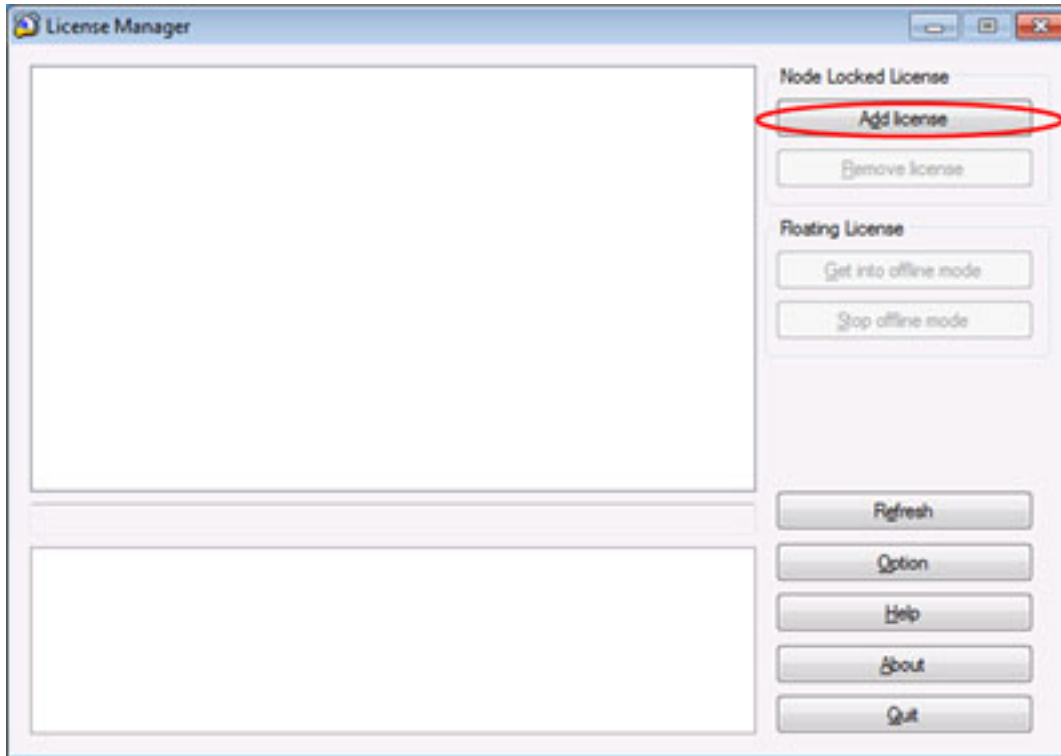 License Manager
Node Locked License
Add license
Remove license
Floating License
Get into offline mode
Stop offline mode
Refresh
Option
Help
About
Quit